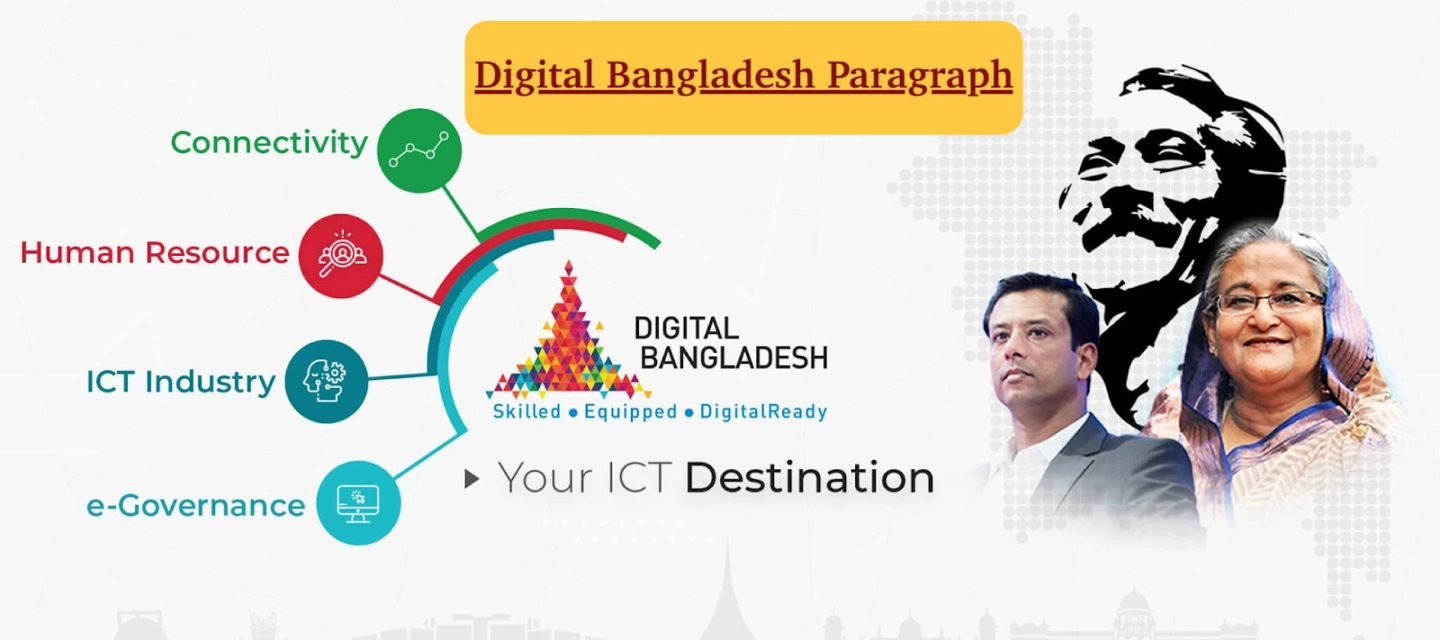 Digital Bangladesh Paragraph
Connectivity
Human Resource
ICT Industry
e-Governance
DIGITAL
BANGLADESH
Skilled • Equipped • DigitalReady
Your ICT Destination